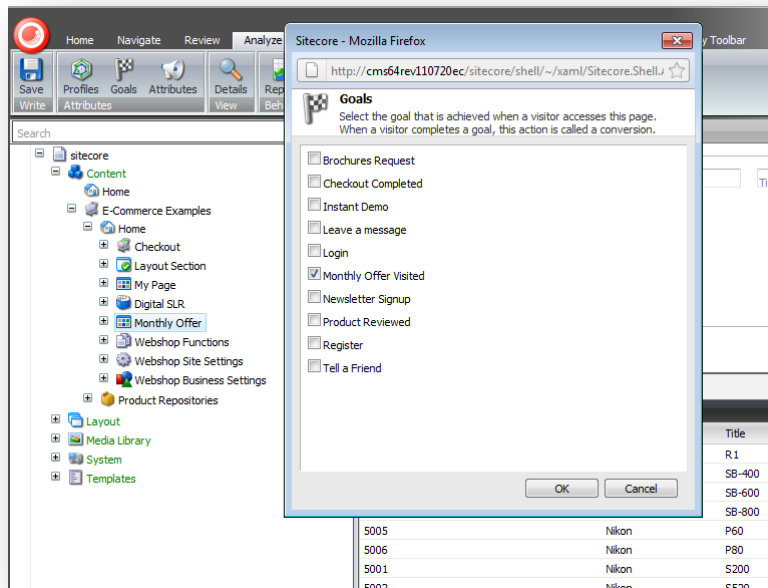 Home Navigate Review Analyze
Save Profiles Goals Attributes Details Rep
Write Attributes View Beh
Search
sitecore
Content
Home
E-Commerce Examples
Home
Checkout
Layout Section
My Page
Digital SLR
Monthly Offer
Webshop Functions
Webshop Site Settings
Webshop Business Settings
Product Repositories
Layout
Media Library
System
Templates
Sitecore - Mozilla Firefox
http://cms64rev110720ec/sitecore/shell/~/xaml/Sitecore.Shell.
Goals
Select the goal that is achieved when a visitor accesses this page.
When a visitor completes a goal, this action is called a conversion.
Brochures Request
Checkout Completed
Instant Demo
Leave a message
Login
Monthly Offer Visited
Newsletter Signup
Product Reviewed
Register
Tell a Friend
OK Cancel
y Toolbar
Ti
Title
R1
SB-400
SB-600
SB-800
5005 Nikon P60
5006 Nikon P80
5001 Nikon S200
5002 Nikon S520